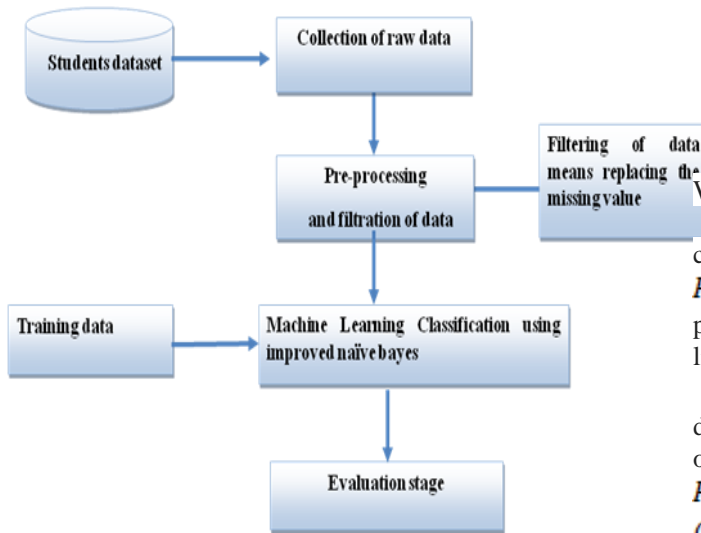 Students dataset
Collection of raw data
Filtering of data
means replacing the
missing value
Pre-processing
and filtration of data
Training data
Machine Learning Classification using
improved naïve bayes
Evaluation stage